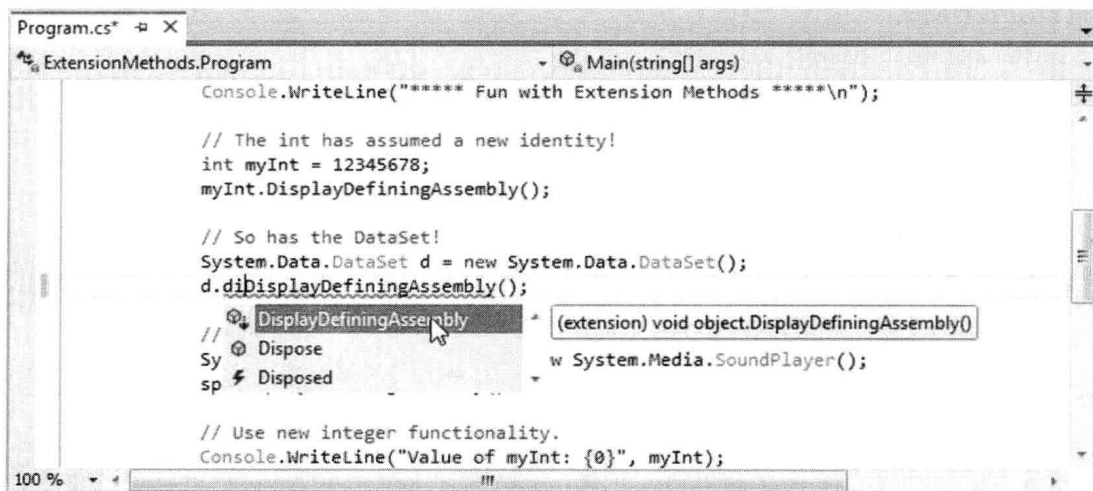 Program.cs*
ExtensionMethods.Program Main(string[] args)
Console.WriteLine("***** Fun with Extension Methods *****\n");
// The int has assumed a new identity!
int myInt = 12345678;
myInt.DisplayDefiningAssembly();
// So has the DataSet!
System.Data.DataSet d = new System.Data.DataSet();
d.diDisplayDefiningAssembly();
DisplayDefiningAssembly (extension) void object.DisplayDefiningAssembly()
//
Dispose
Sy w System.Media.SoundPlayer();
Disposed
sp
// Use new integer functionality.
Console.WriteLine("Value of myInt: {0}", myInt);
100 %